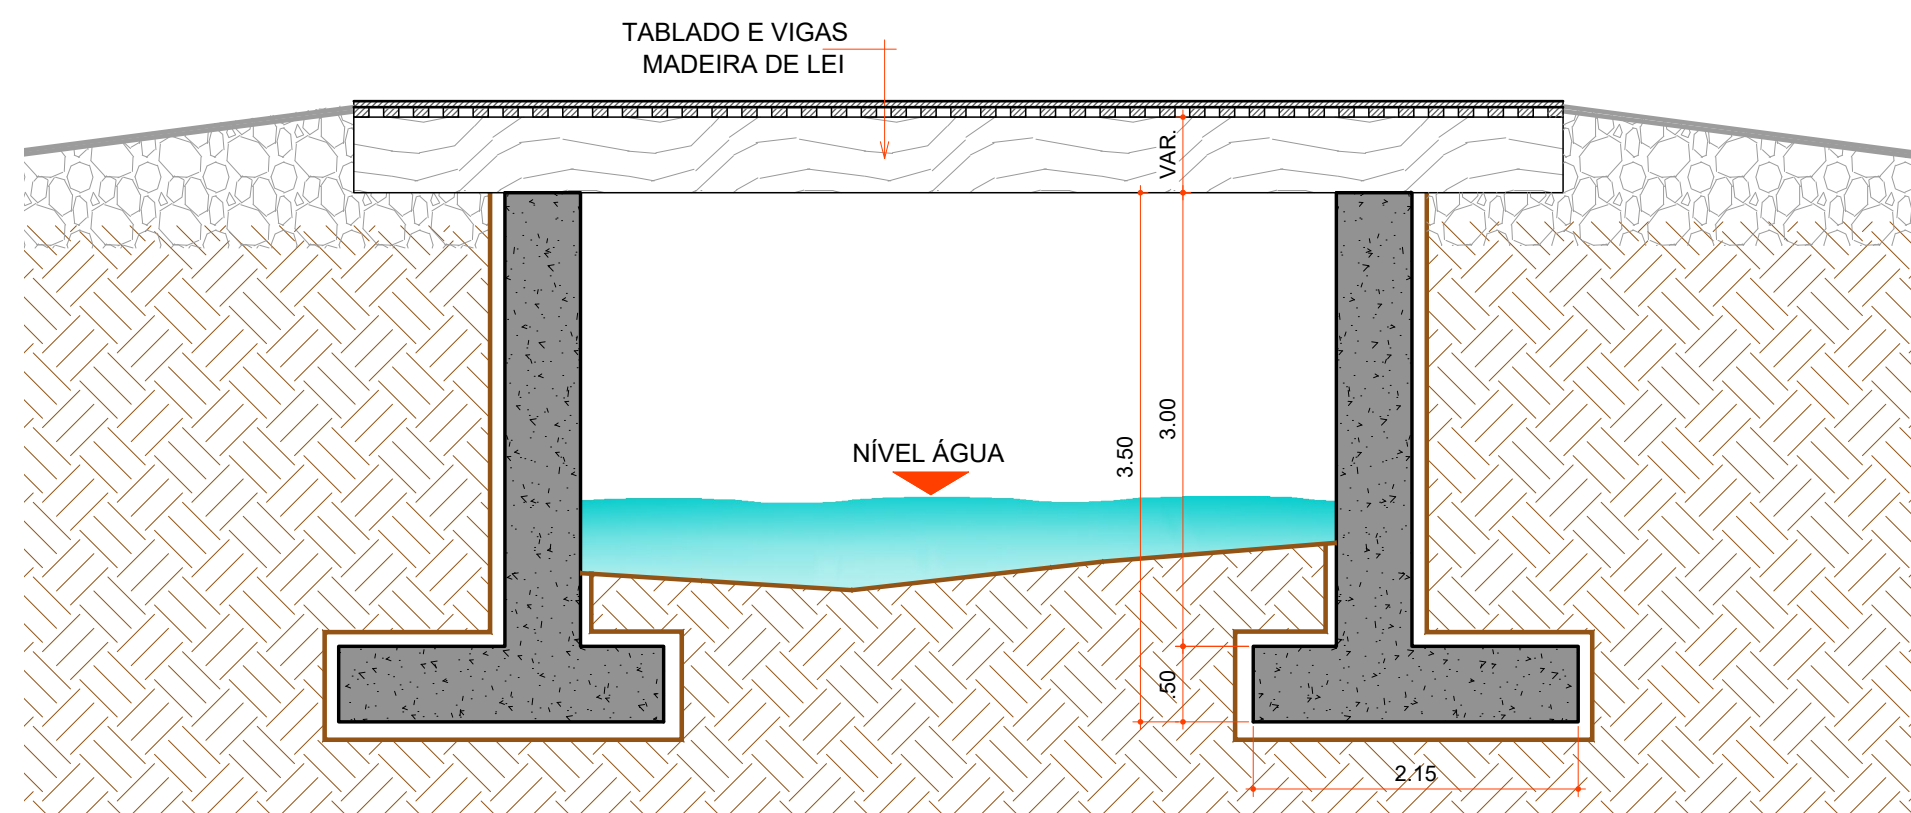 TABLADO E VIGAS
MADEIRA DE LEI
VAR.
NÍVEL ÁGUA
3.50
3.00
.50
2.15